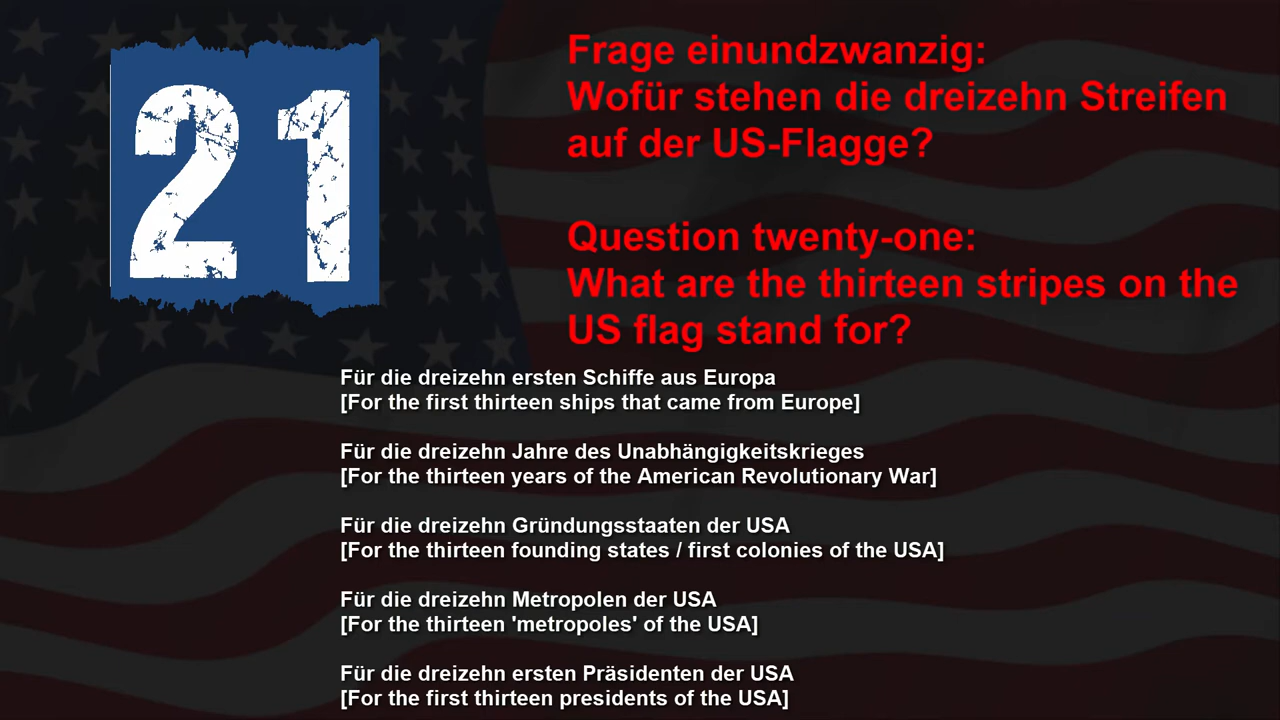 21
Frage einundzwanzig:
Wofür stehen die dreizehn Streifen
auf der US-Flagge?
Question twenty-one:
What are the thirteen stripes on the
US flag stand for?
Für die dreizehn ersten Schiffe aus Europa
[For the first thirteen ships that came from Europe]
Für die dreizehn Jahre des Unabhängigkeitskrieges
[For the thirteen years of the American Revolutionary War]
Für die dreizehn Gründungsstaaten der USA
[For the thirteen founding states / first colonies of the USA]
Für die dreizehn Metropolen der USA
[For the thirteen 'metropoles' of the USA]
Für die dreizehn ersten Präsidenten der USA
[For the first thirteen presidents of the USA]